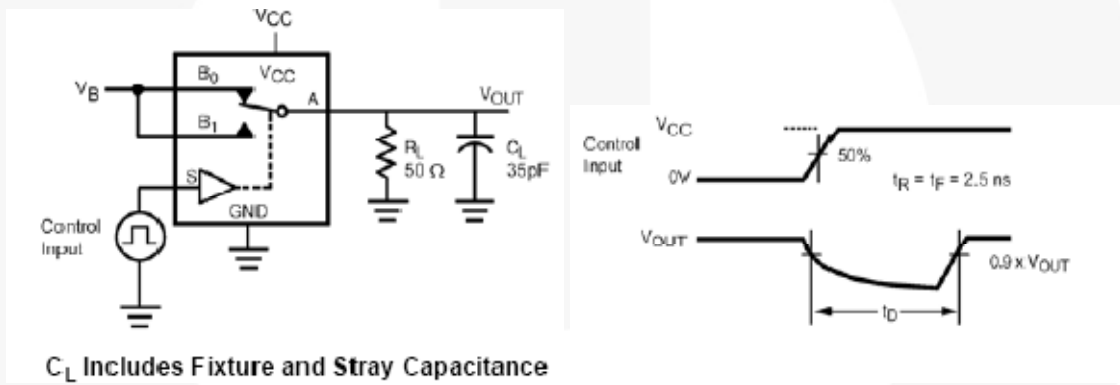 VCC
VCC
B0
VB
A
VOUT
B1
RL
50 Ω
CL
35pF
S
GND
Control
Input
CL Includes Fixture and Stray Capacitance
Control
Input
VCC
50%
0V
tR = tF = 2.5 ns
VOUT
0.9 x VOUT
tD